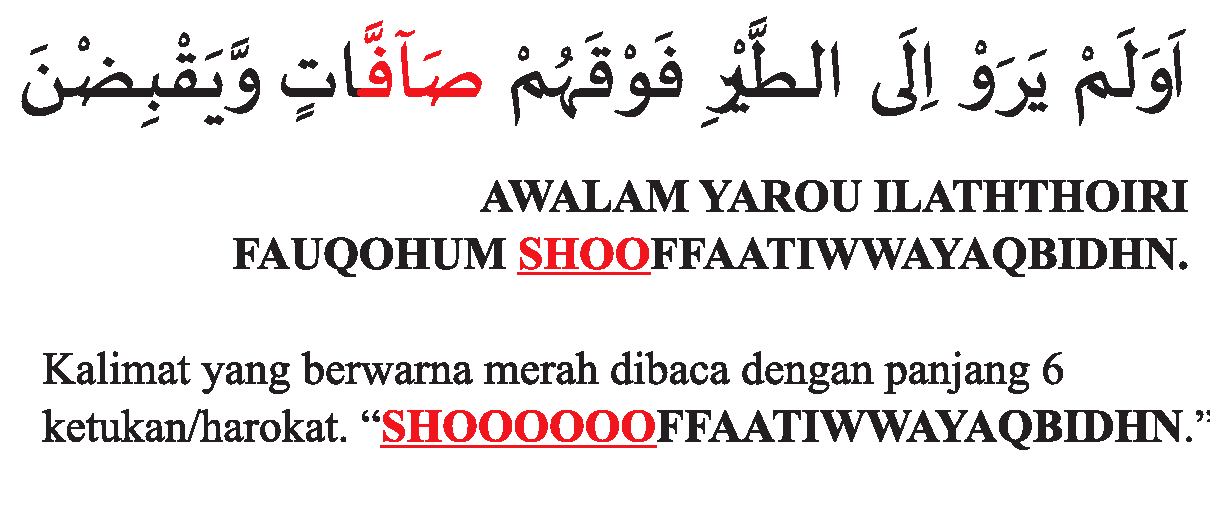 اَوَلَمْ يَرَوْ اِلَى الطَّيْرِ فَوْقَهُمْ صَآفَّاتٍ وَّيَقْبِضْنَ
AWALAM YAROU ILATHTHOIRI
FAUQOHUM SHOOFFAATIWWAYAQBIDHN.
Kalimat yang berwarna merah dibaca dengan panjang 6
ketukan/harokat. “SHOOOOOOFFAATIWWAYAQBIDHN.”